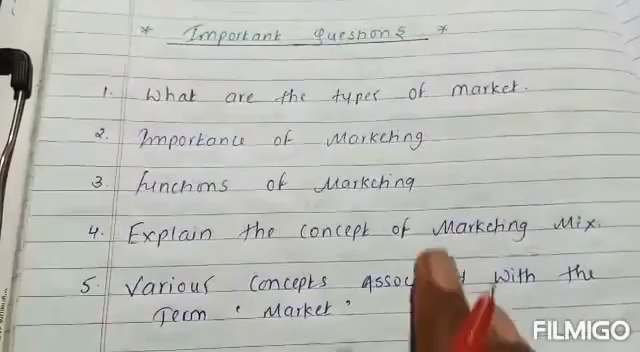 * Important Questions *
1. What are the types of market.
2. Importance of Marketing
3. Functions of Marketing
4. Explain the concept of Marketing Mix.
5. Various Concepts with the
Term ' Market '
FILMIGO